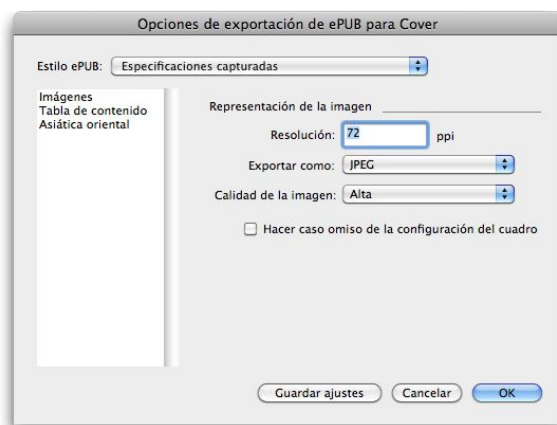 Opciones de exportación de ePUB para Cover
Estilo ePUB: Especificaciones capturadas
Imágenes
Tabla de contenido
Asiática oriental
Representación de la imagen
Resolución: 72 ppi
Exportar como: JPEG
Calidad de la imagen: Alta
Hacer caso omiso de la configuración del cuadro
Guardar ajustes Cancelar OK